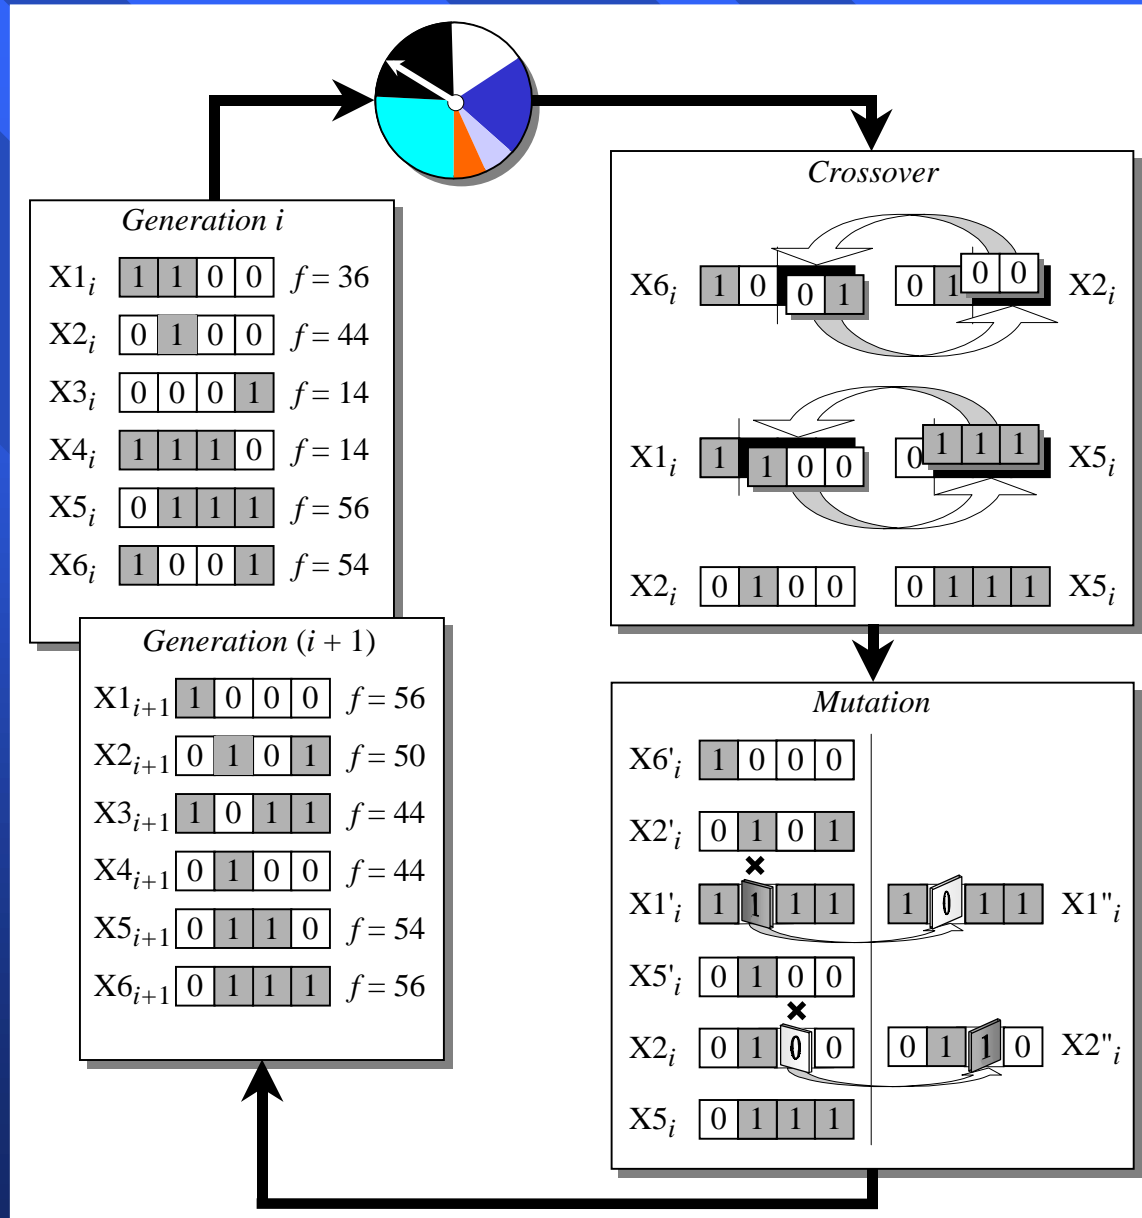 Generation i
X1i 1 1 0 0 f = 36
X2i 0 1 0 0 f = 44
X3i 0 0 0 1 f = 14
X4i 1 1 1 0 f = 14
X5i 0 1 1 1 f = 56
X6i 1 0 0 1 f = 54
Generation (i + 1)
X1i+1 1 0 0 0 f = 56
X2i+1 0 1 0 1 f = 50
X3i+1 1 0 1 1 f = 44
X4i+1 0 1 0 0 f = 44
X5i+1 0 1 1 0 f = 54
X6i+1 0 1 1 1 f = 56
Crossover
X6i 1 0 0 1 0 1 0 0 X2i
X1i 1 1 0 0 0 1 1 1 X5i
X2i 0 1 0 0 0 1 1 1 X5i
Mutation
X6'i 1 0 0 0
X2'i 0 1 0 1
X1'i 1 1 1 1 1 0 1 1 X1"i
X5'i 0 1 0 0
X2i 0 1 0 0 0 1 1 0 X2"i
X5i 0 1 1 1